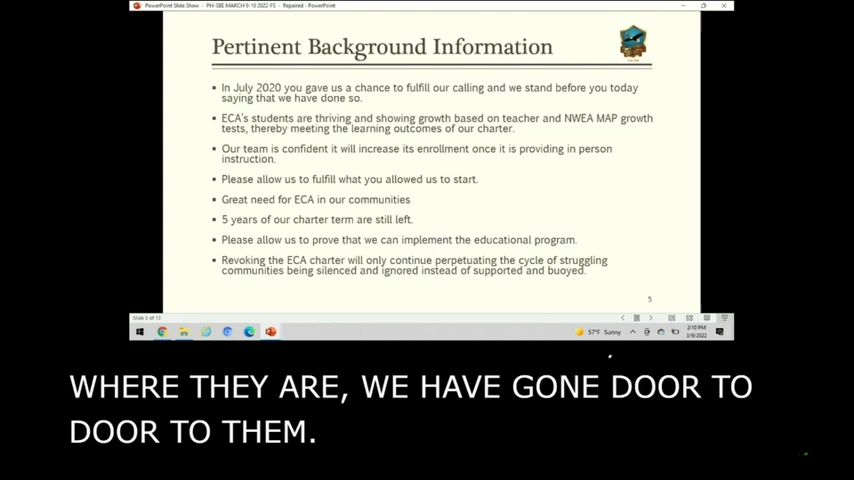 PowerPoint Slide Show - PH-SBE MARCH 9-10 2022-FS - Repaired - PowerPoint
Pertinent Background Information
▪ In July 2020 you gave us a chance to fulfill our calling and we stand before you today
saying that we have done so.
▪ ECA's students are thriving and showing growth based on teacher and NWEA MAP growth
tests, thereby meeting the learning outcomes of our charter.
▪ Our team is confident it will increase its enrollment once it is providing in person
instruction.
▪ Please allow us to fulfill what you allowed us to start.
▪ Great need for ECA in our communities
▪ 5 years of our charter term are still left.
▪ Please allow us to prove that we can implement the educational program.
▪ Revoking the ECA charter will only continue perpetuating the cycle of struggling
communities being silenced and ignored instead of supported and buoyed.
5
Slide 5 of 13
57°F Sunny
2:10 PM
3/9/2022
WHERE THEY ARE, WE HAVE GONE DOOR TO
DOOR TO THEM.